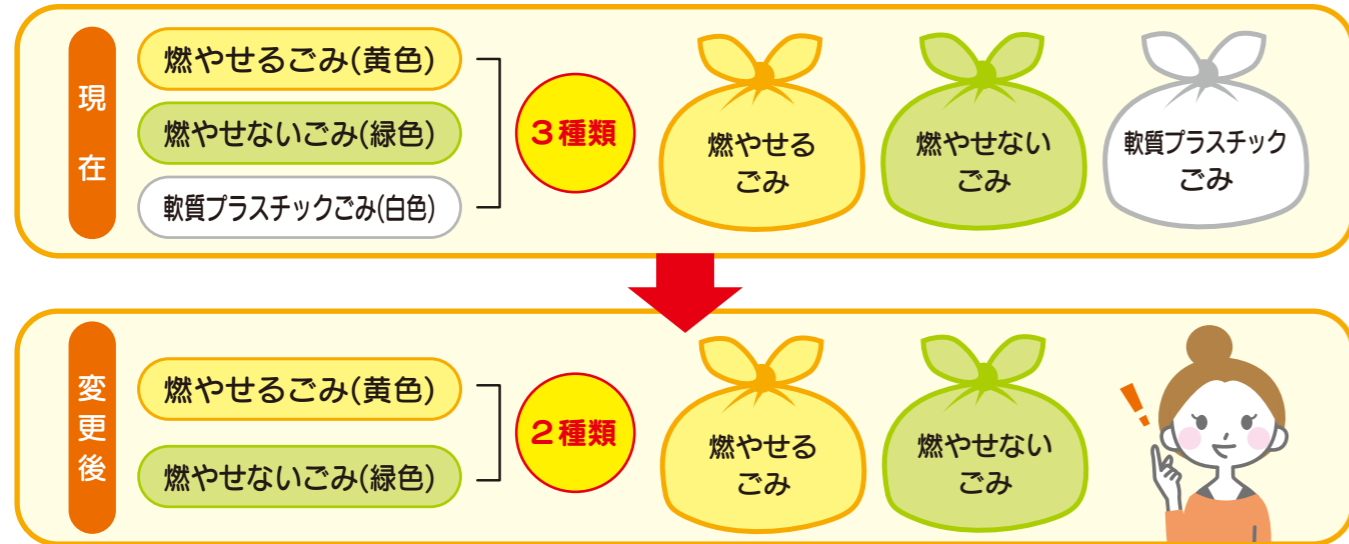 現在
燃やせるごみ(黄色)
燃やせないごみ(緑色)
軟質プラスチックごみ(白色)
3種類
燃やせる
ごみ
燃やせない
ごみ
軟質プラスチック
ごみ
変更後
燃やせるごみ(黄色)
燃やせないごみ(緑色)
2種類
燃やせる
ごみ
燃やせない
ごみ